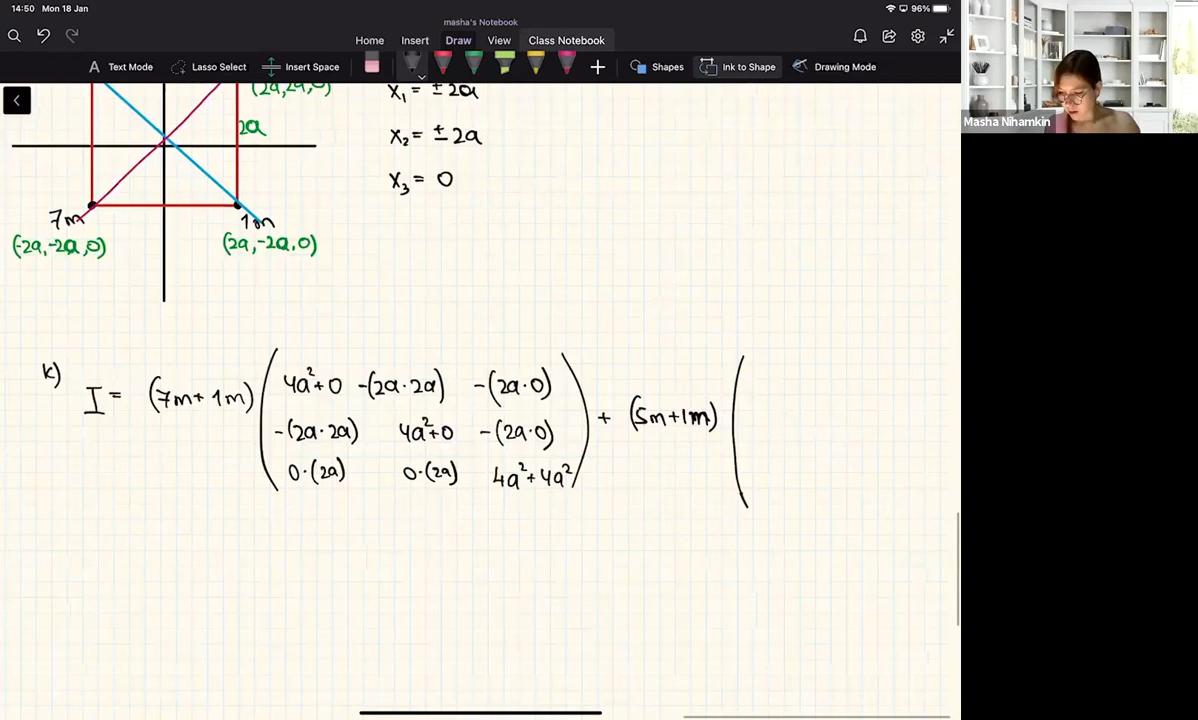 14:50 Mon 18 Jan
96%
masha's Notebook
Home Insert Draw View Class Notebook
Text Mode Lasso Select Insert Space Shapes Ink to Shape Drawing Mode
Masha Nihamkin
(2a,2a,0)
2a
7m
1m
(-2a,-2a,0)
(2a,-2a,0)
x₁ = ±2a
x₂ = ±2a
x₃ = 0
k)
I = (7m+1m) ( 4a²+0 -(2a·2a) -(2a·0)
-(2a·2a) 4a²+0 -(2a·0)
0·(2a) 0·(2a) 4a²+4a² ) + (5m+1m) (